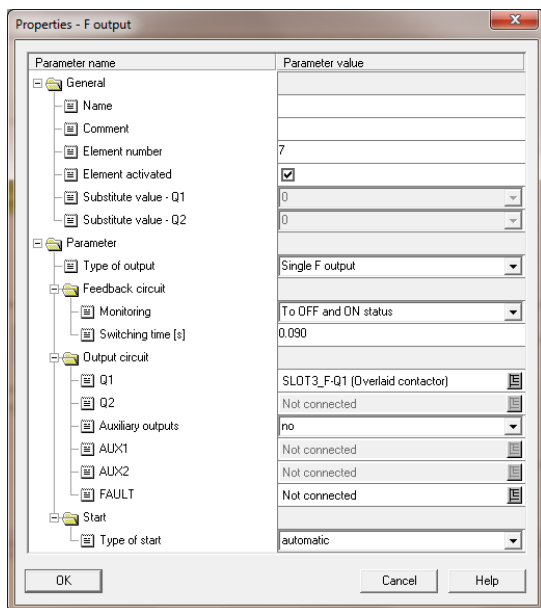 Properties - F output
Parameter name Parameter value
General
Name
Comment
Element number 7
Element activated
Substitute value - Q1 0
Substitute value - Q2 0
Parameter
Type of output Single F output
Feedback circuit
Monitoring To OFF and ON status
Switching time [s] 0.090
Output circuit
Q1 SLOT3_F-Q1 (Overlaid contactor)
Q2 Not connected
Auxiliary outputs no
AUX1 Not connected
AUX2 Not connected
FAULT Not connected
Start
Type of start automatic
OK Cancel Help